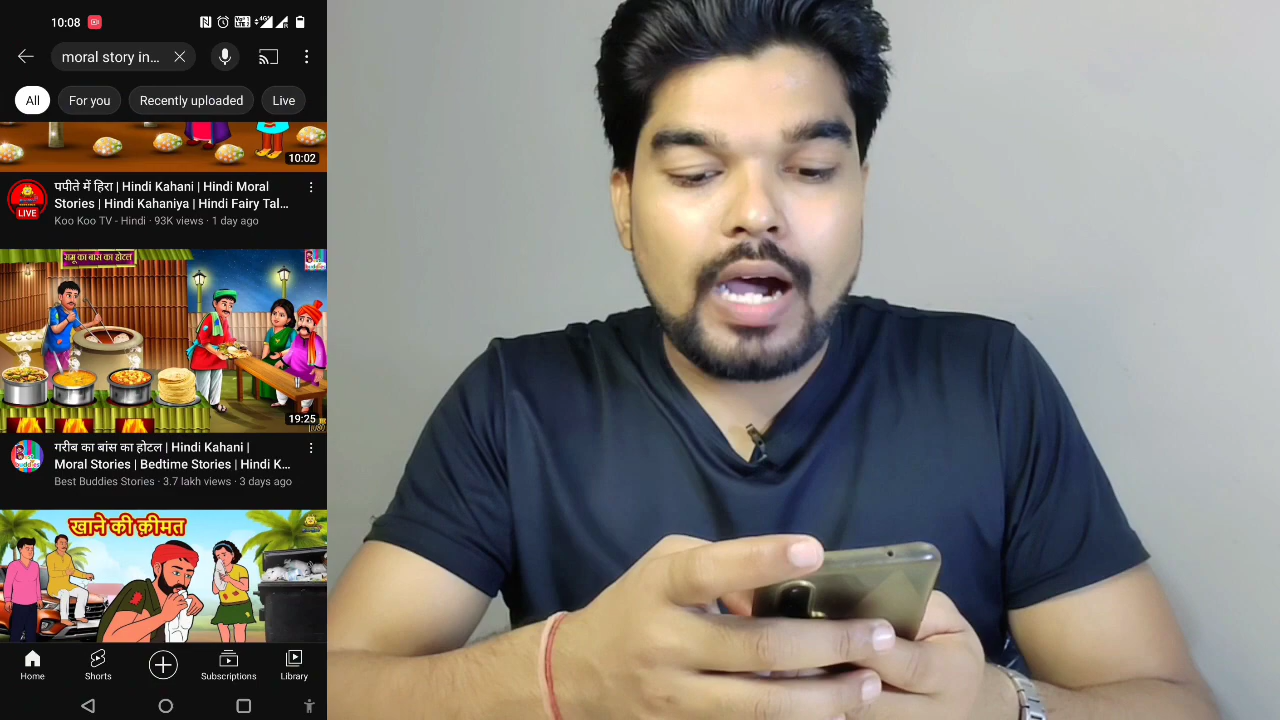 10:08
4G
moral story in...
All
For you
Recently uploaded
Live
10:02
LIVE
पपीते में हिरा | Hindi Kahani | Hindi Moral
Stories | Hindi Kahaniya | Hindi Fairy Tal...
Koo Koo TV - Hindi · 93K views · 1 day ago
रामू का बांस का होटल
19:25
buddies
गरीब का बांस का होटल | Hindi Kahani |
Moral Stories | Bedtime Stories | Hindi K...
Best Buddies Stories · 3.7 lakh views · 3 days ago
खाने की क़ीमत
Home
Shorts
Subscriptions
Library